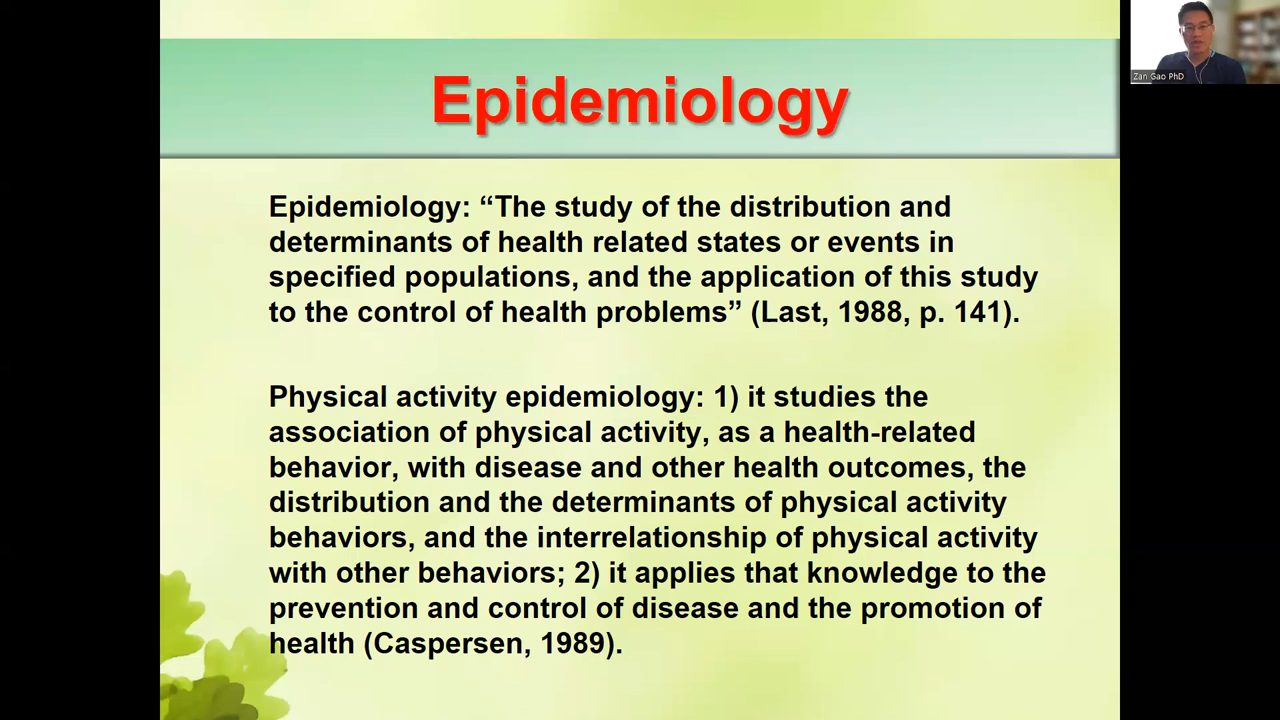 Epidemiology
Zan Gao PhD
Epidemiology: “The study of the distribution and
determinants of health related states or events in
specified populations, and the application of this study
to the control of health problems” (Last, 1988, p. 141).
Physical activity epidemiology: 1) it studies the
association of physical activity, as a health-related
behavior, with disease and other health outcomes, the
distribution and the determinants of physical activity
behaviors, and the interrelationship of physical activity
with other behaviors; 2) it applies that knowledge to the
prevention and control of disease and the promotion of
health (Caspersen, 1989).